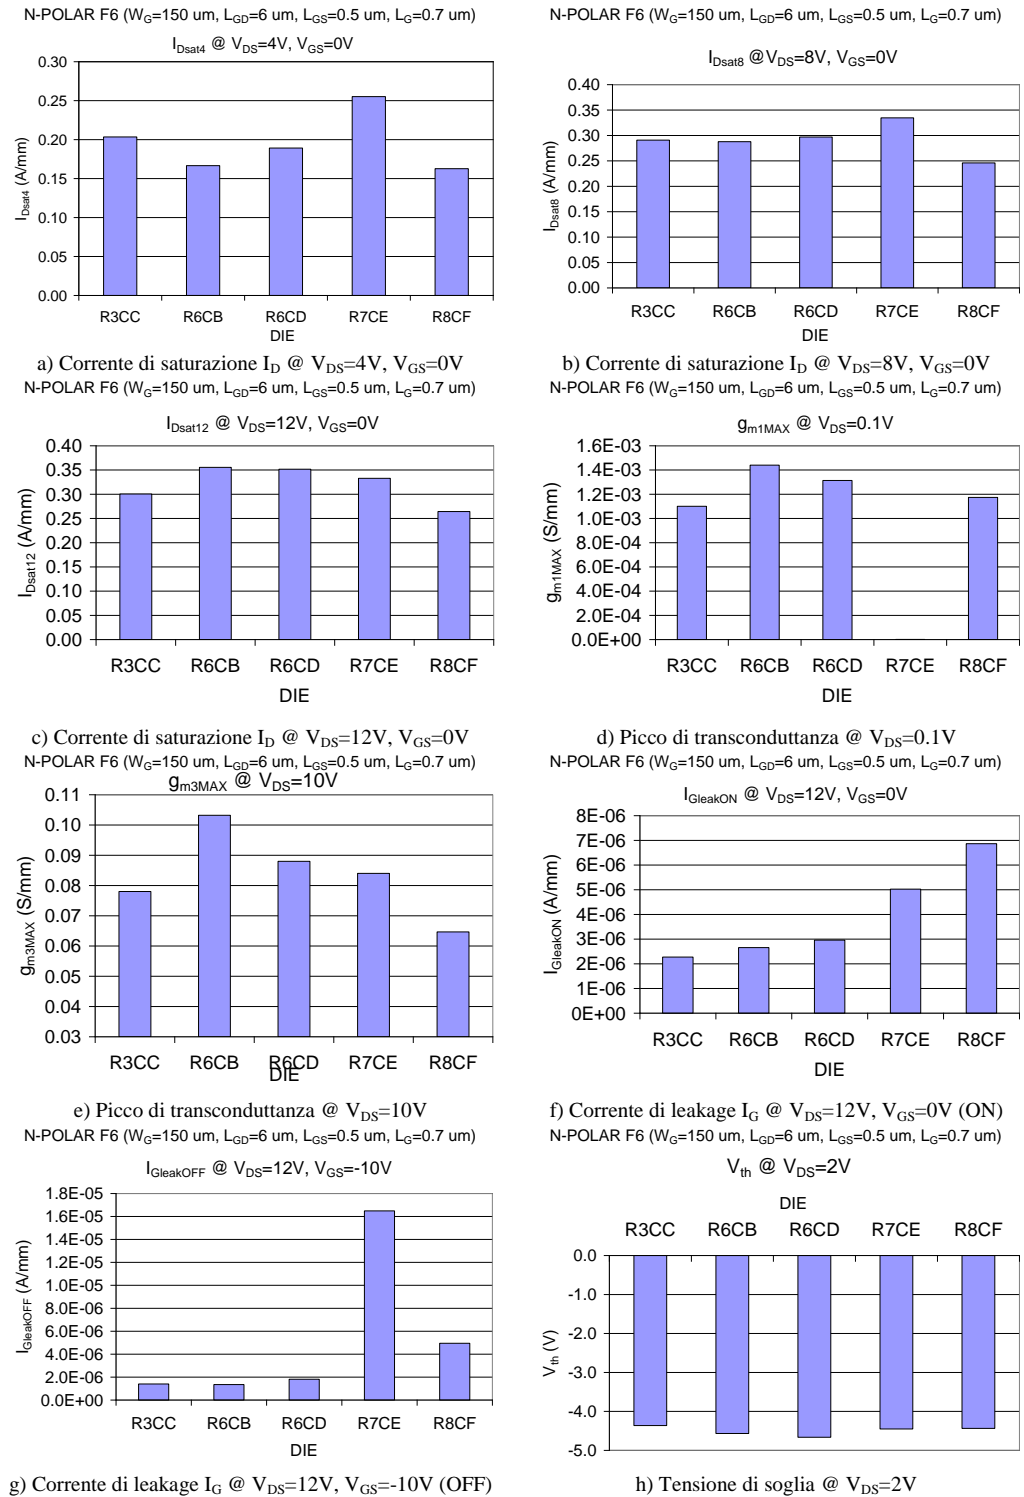 N-POLAR F6 (WG=150 um, LGD=6 um, LGS=0.5 um, LG=0.7 um)
IDsat4 @ VDS=4V, VGS=0V
0.30
0.25
0.20
0.15
0.10
0.05
0.00
IDsat4 (A/mm)
R3CC R6CB R6CD R7CE R8CF
DIE
a) Corrente di saturazione ID @ VDS=4V, VGS=0V
N-POLAR F6 (WG=150 um, LGD=6 um, LGS=0.5 um, LG=0.7 um)
IDsat8 @VDS=8V, VGS=0V
0.40
0.35
0.30
0.25
0.20
0.15
0.10
0.05
0.00
IDsat8 (A/mm)
R3CC R6CB R6CD R7CE R8CF
DIE
b) Corrente di saturazione ID @ VDS=8V, VGS=0V
N-POLAR F6 (WG=150 um, LGD=6 um, LGS=0.5 um, LG=0.7 um)
IDsat12 @ VDS=12V, VGS=0V
0.40
0.35
0.30
0.25
0.20
0.15
0.10
0.05
0.00
IDsat12 (A/mm)
R3CC R6CB R6CD R7CE R8CF
DIE
c) Corrente di saturazione ID @ VDS=12V, VGS=0V
N-POLAR F6 (WG=150 um, LGD=6 um, LGS=0.5 um, LG=0.7 um)
gm1MAX @ VDS=0.1V
1.6E-03
1.4E-03
1.2E-03
1.0E-03
8.0E-04
6.0E-04
4.0E-04
2.0E-04
0.0E+00
gm1MAX (S/mm)
R3CC R6CB R6CD R7CE R8CF
DIE
d) Picco di transconduttanza @ VDS=0.1V
N-POLAR F6 (WG=150 um, LGD=6 um, LGS=0.5 um, LG=0.7 um)
gm3MAX @ VDS=10V
0.11
0.10
0.09
0.08
0.07
0.06
0.05
0.04
0.03
gm3MAX (S/mm)
R3CC R6CB R6CD R7CE R8CF
DIE
e) Picco di transconduttanza @ VDS=10V
N-POLAR F6 (WG=150 um, LGD=6 um, LGS=0.5 um, LG=0.7 um)
IGleakON @ VDS=12V, VGS=0V
8E-06
7E-06
6E-06
5E-06
4E-06
3E-06
2E-06
1E-06
0E+00
IGleakON (A/mm)
R3CC R6CB R6CD R7CE R8CF
DIE
f) Corrente di leakage IG @ VDS=12V, VGS=0V (ON)
IGleakOFF @ VDS=12V, VGS=-10V
1.8E-05
1.6E-05
1.4E-05
1.2E-05
1.0E-05
8.0E-06
6.0E-06
4.0E-06
2.0E-06
0.0E+00
IGleakOFF (A/mm)
R3CC R6CB R6CD R7CE R8CF
DIE
g) Corrente di leakage IG @ VDS=12V, VGS=-10V (OFF)
N-POLAR F6 (WG=150 um, LGD=6 um, LGS=0.5 um, LG=0.7 um)
Vth @ VDS=2V
DIE
R3CC R6CB R6CD R7CE R8CF
0.0
-1.0
-2.0
-3.0
-4.0
-5.0
Vth (V)
h) Tensione di soglia @ VDS=2V
N-POLAR F6 (WG=150 um, LGD=6 um, LGS=0.5 um, LG=0.7 um)